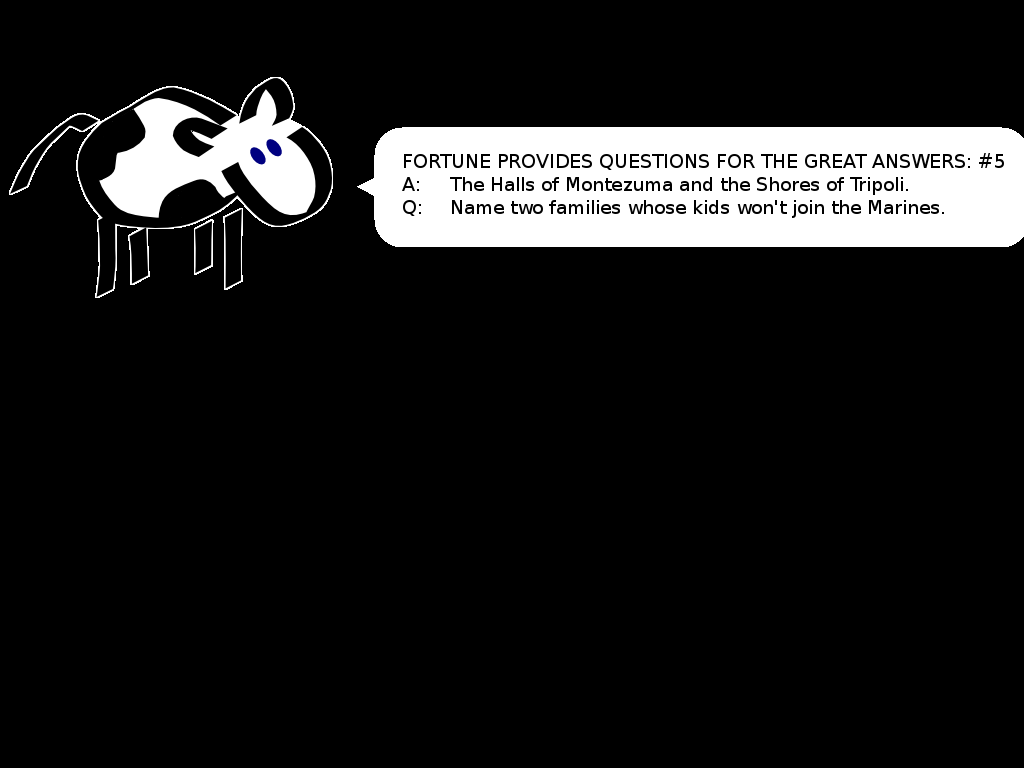 FORTUNE PROVIDES QUESTIONS FOR THE GREAT ANSWERS: #5
A: The Halls of Montezuma and the Shores of Tripoli.
Q: Name two families whose kids won't join the Marines.